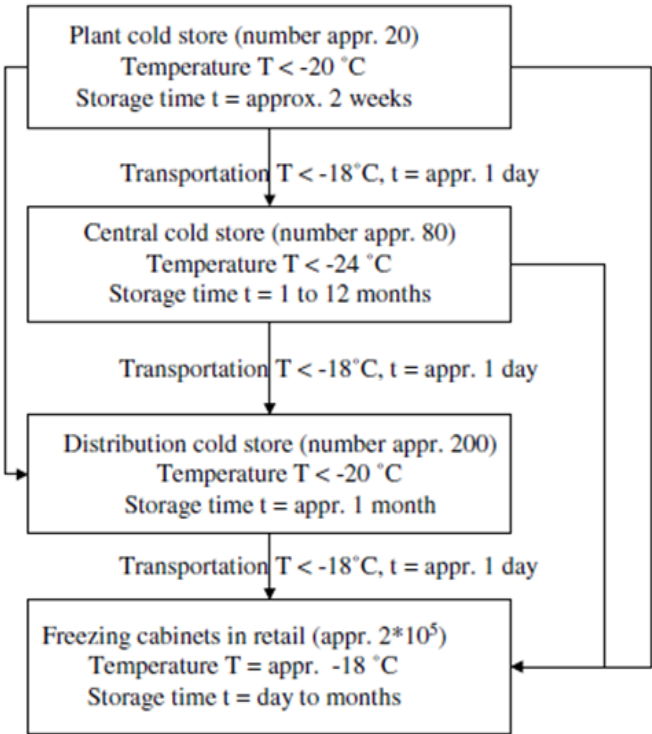 Plant cold store (number appr. 20)
Temperature T < -20 ˚C
Storage time t = approx. 2 weeks
Transportation T < -18˚C, t = appr. 1 day
Central cold store (number appr. 80)
Temperature T < -24 ˚C
Storage time t = 1 to 12 months
Transportation T < -18˚C, t = appr. 1 day
Distribution cold store (number appr. 200)
Temperature T < -20 ˚C
Storage time t = appr. 1 month
Transportation T < -18˚C, t = appr. 1 day
Freezing cabinets in retail (appr. 2*10⁵)
Temperature T = appr. -18 ˚C
Storage time t = day to months